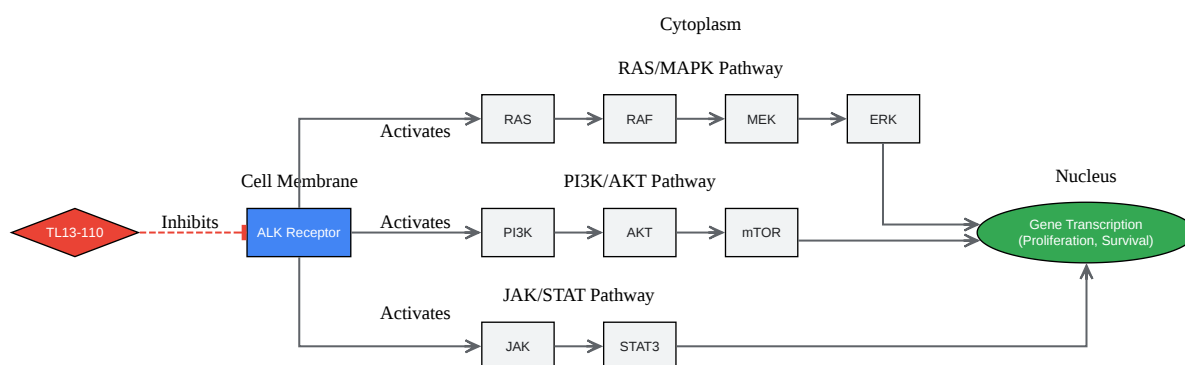 Cytoplasm
RAS/MAPK Pathway
RAS
RAF
MEK
ERK
Activates
Cell Membrane
PI3K/AKT Pathway
Nucleus
TL13-110
Inhibits
ALK Receptor
Activates
PI3K
AKT
mTOR
Gene Transcription
(Proliferation, Survival)
JAK/STAT Pathway
Activates
JAK
STAT3